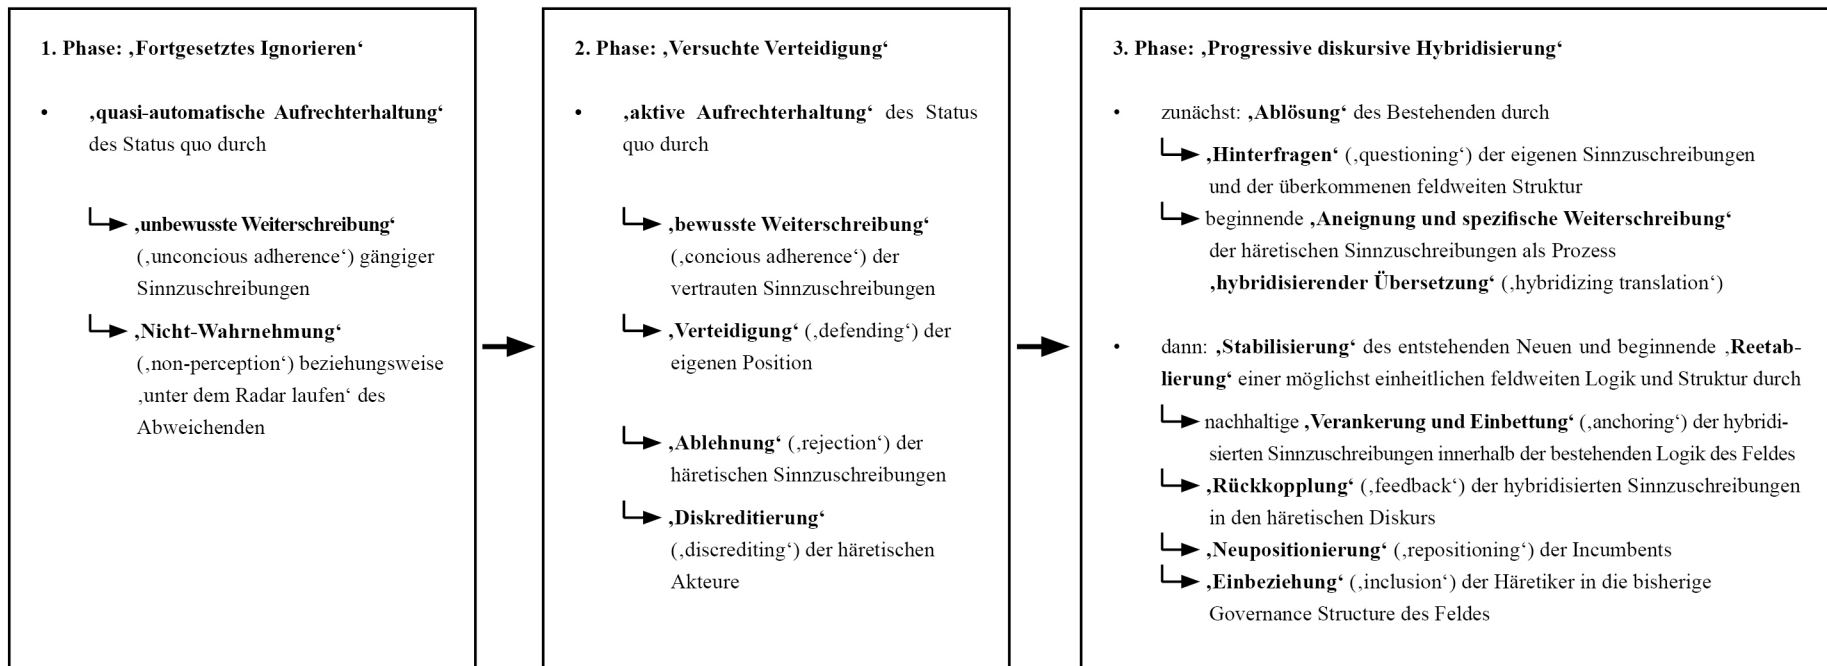 1. Phase: ‚Fortgesetztes Ignorieren‘
• ‚quasi-automatische Aufrechterhaltung‘
des Status quo durch
‚unbewusste Weiterschreibung‘
(‚unconcious adherence‘) gängiger
Sinnzuschreibungen
‚Nicht-Wahrnehmung‘
(‚non-perception‘) beziehungsweise
‚unter dem Radar laufen‘ des
Abweichenden
2. Phase: ‚Versuchte Verteidigung‘
• ‚aktive Aufrechterhaltung‘ des Status
quo durch
‚bewusste Weiterschreibung‘
(‚concious adherence‘) der
vertrauten Sinnzuschreibungen
‚Verteidigung‘ (‚defending‘) der
eigenen Position
‚Ablehnung‘ (‚rejection‘) der
häretischen Sinnzuschreibungen
‚Diskreditierung‘
(‚discrediting‘) der häretischen
Akteure
3. Phase: ‚Progressive diskursive Hybridisierung‘
• zunächst: ‚Ablösung‘ des Bestehenden durch
‚Hinterfragen‘ (‚questioning‘) der eigenen Sinnzuschreibungen
und der überkommenen feldweiten Struktur
beginnende ‚Aneignung und spezifische Weiterschreibung‘
der häretischen Sinnzuschreibungen als Prozess
‚hybridisierender Übersetzung‘ (‚hybridizing translation‘)
• dann: ‚Stabilisierung‘ des entstehenden Neuen und beginnende ‚Reetab-
lierung‘ einer möglichst einheitlichen feldweiten Logik und Struktur durch
nachhaltige ‚Verankerung und Einbettung‘ (‚anchoring‘) der hybridi-
sierten Sinnzuschreibungen innerhalb der bestehenden Logik des Feldes
‚Rückkopplung‘ (‚feedback‘) der hybridisierten Sinnzuschreibungen
in den häretischen Diskurs
‚Neupositionierung‘ (‚repositioning‘) der Incumbents
‚Einbeziehung‘ (‚inclusion‘) der Häretiker in die bisherige
Governance Structure des Feldes